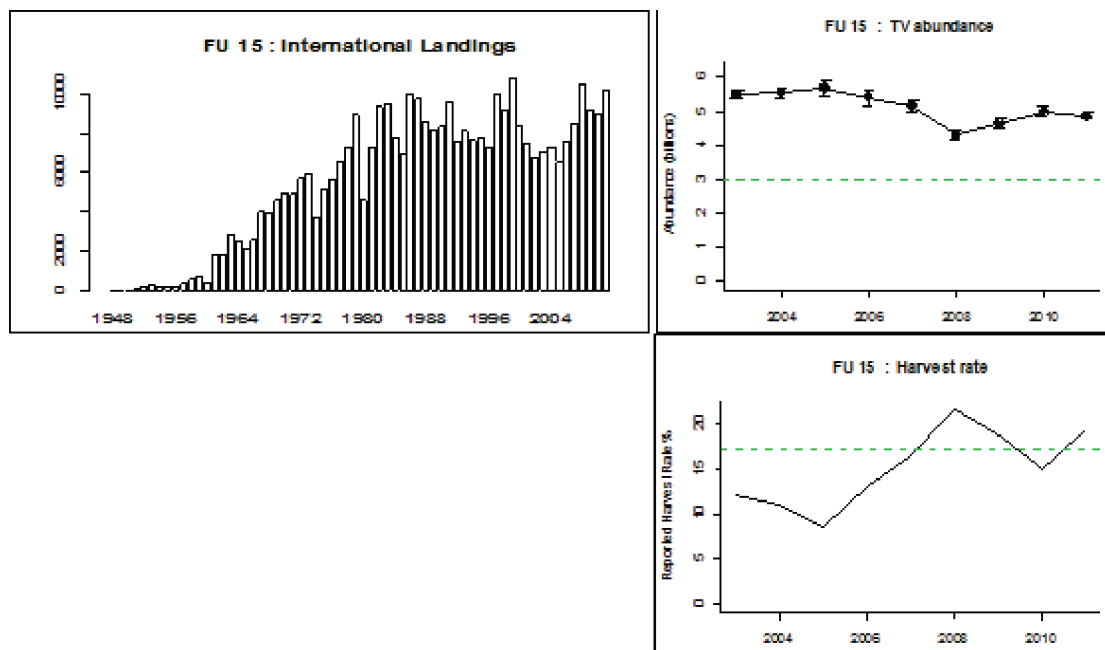 FU 15 : International Landings
10000
6000
2000
0
1948 1956 1964 1972 1980 1988 1996 2004
FU 15 : TV abundance
Abundance (billions)
6
5
4
3
2
1
0
2004 2006 2008 2010
FU 15 : Harvest rate
Reported Harvest Rate %
20
15
10
5
0
2004 2006 2008 2010